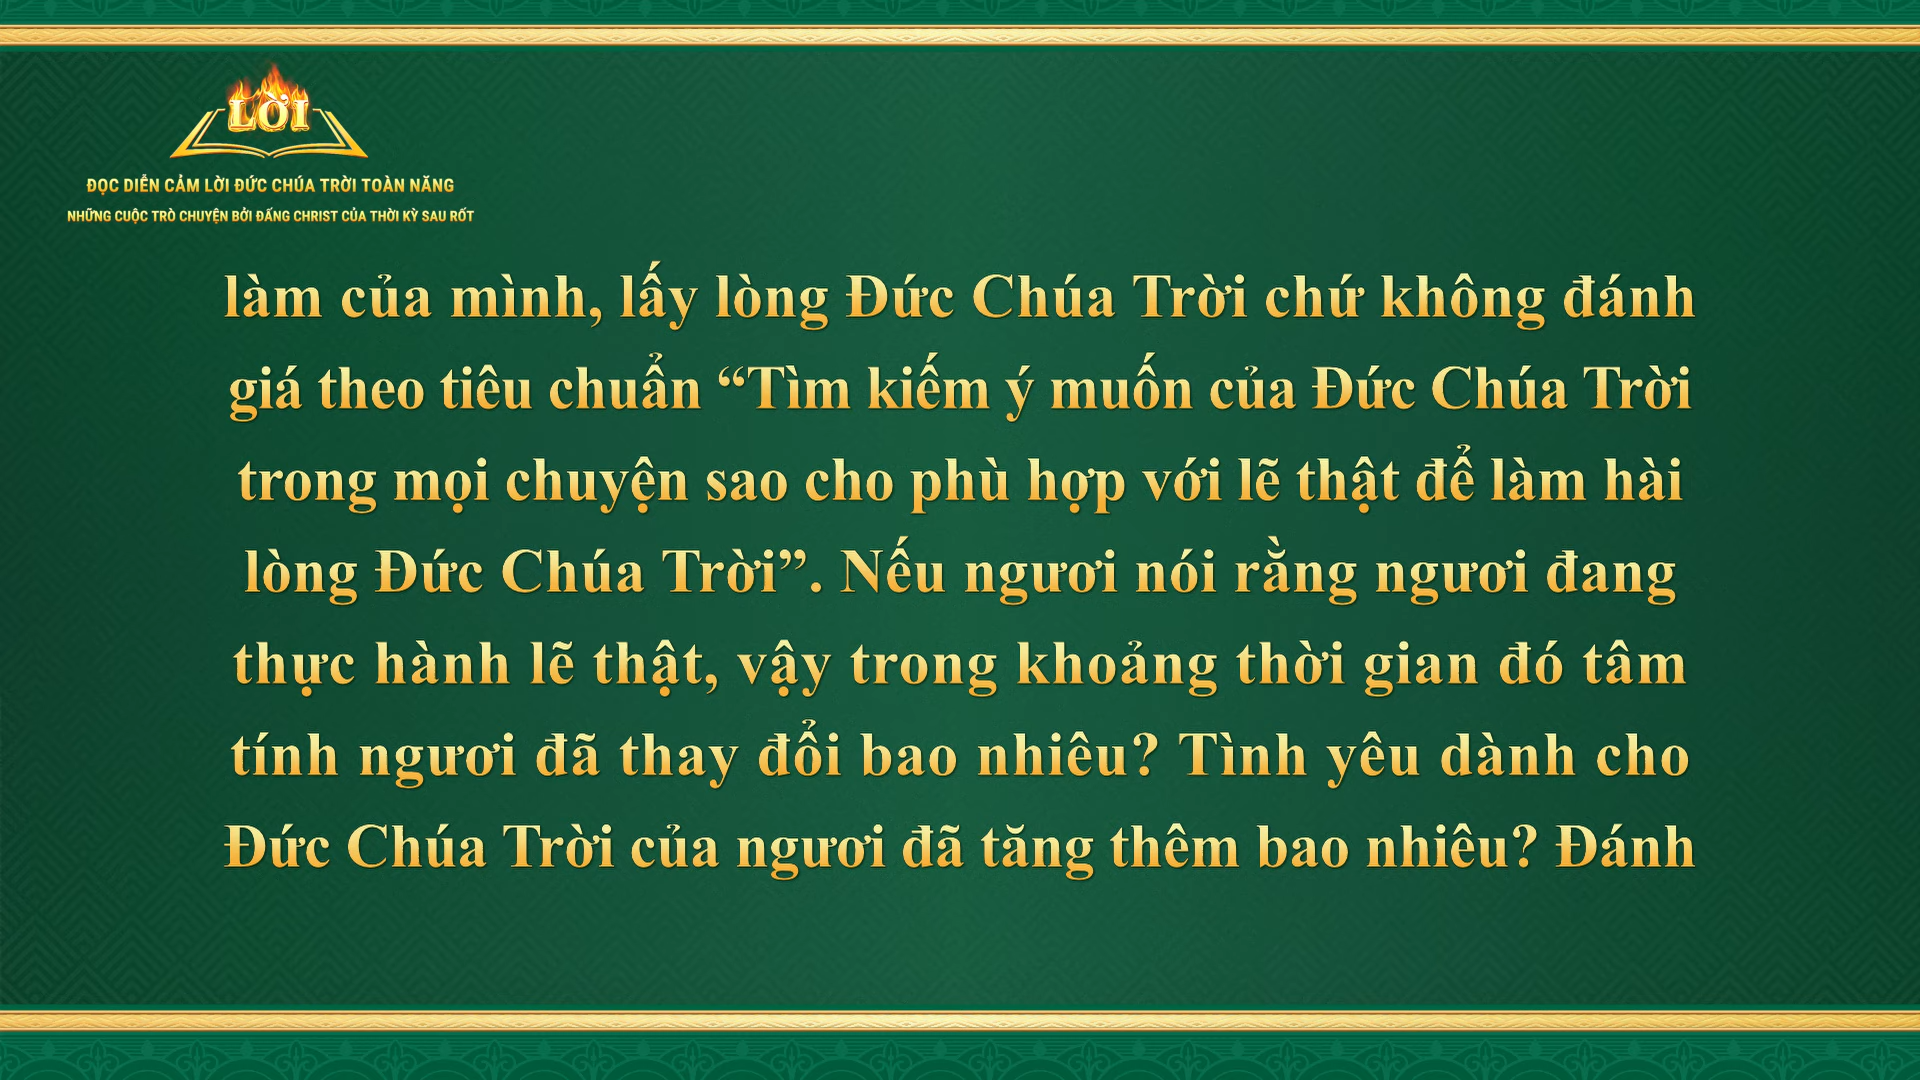 LỜI
ĐỌC DIỄN CẢM LỜI ĐỨC CHÚA TRỜI TOÀN NĂNG
NHỮNG CUỘC TRÒ CHUYỆN BỞI ĐẤNG CHRIST CỦA THỜI KỲ SAU RỐT
làm của mình, lấy lòng Đức Chúa Trời chứ không đánh
giá theo tiêu chuẩn “Tìm kiếm ý muốn của Đức Chúa Trời
trong mọi chuyện sao cho phù hợp với lẽ thật để làm hài
lòng Đức Chúa Trời”. Nếu ngươi nói rằng ngươi đang
thực hành lẽ thật, vậy trong khoảng thời gian đó tâm
tính ngươi đã thay đổi bao nhiêu? Tình yêu dành cho
Đức Chúa Trời của ngươi đã tăng thêm bao nhiêu? Đánh